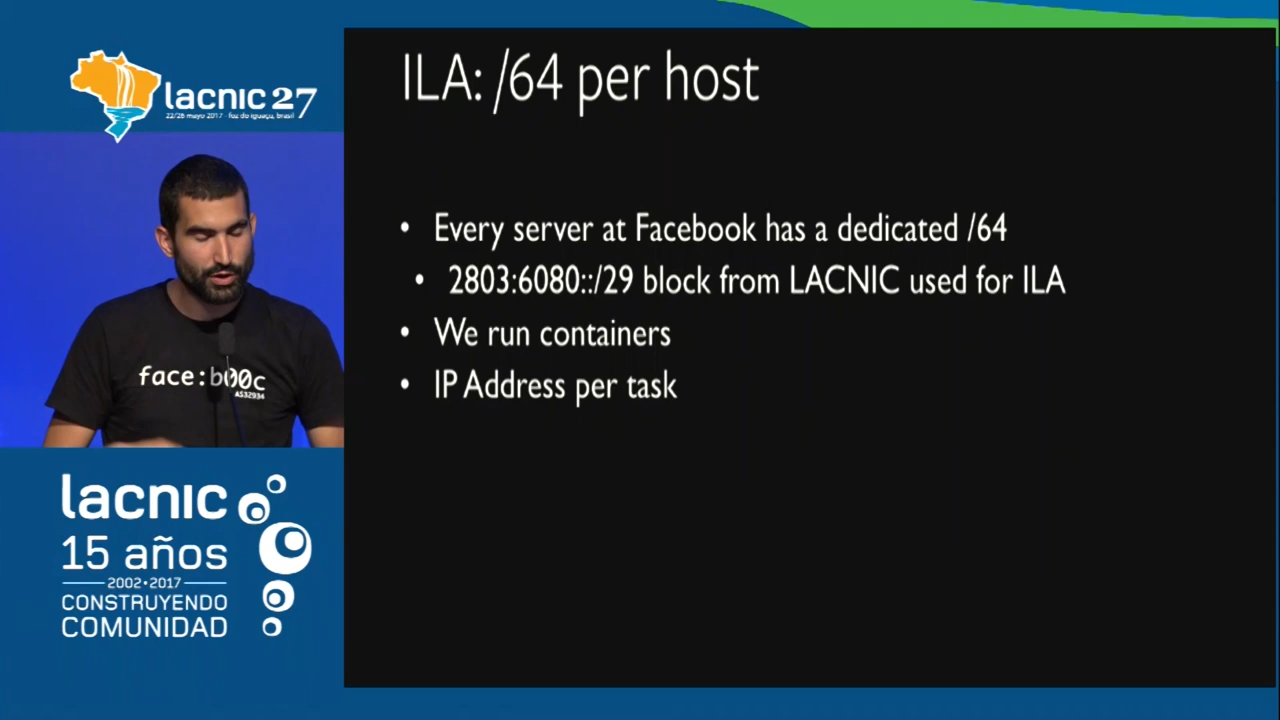 lacnic 27
22/26 mayo 2017 - foz do iguaçu, brasil
ILA: /64 per host
• Every server at Facebook has a dedicated /64
• 2803:6080::/29 block from LACNIC used for ILA
• We run containers
• IP Address per task
face:b00c
AS32934
lacnic
15 años
2002•2017
CONSTRUYENDO
COMUNIDAD